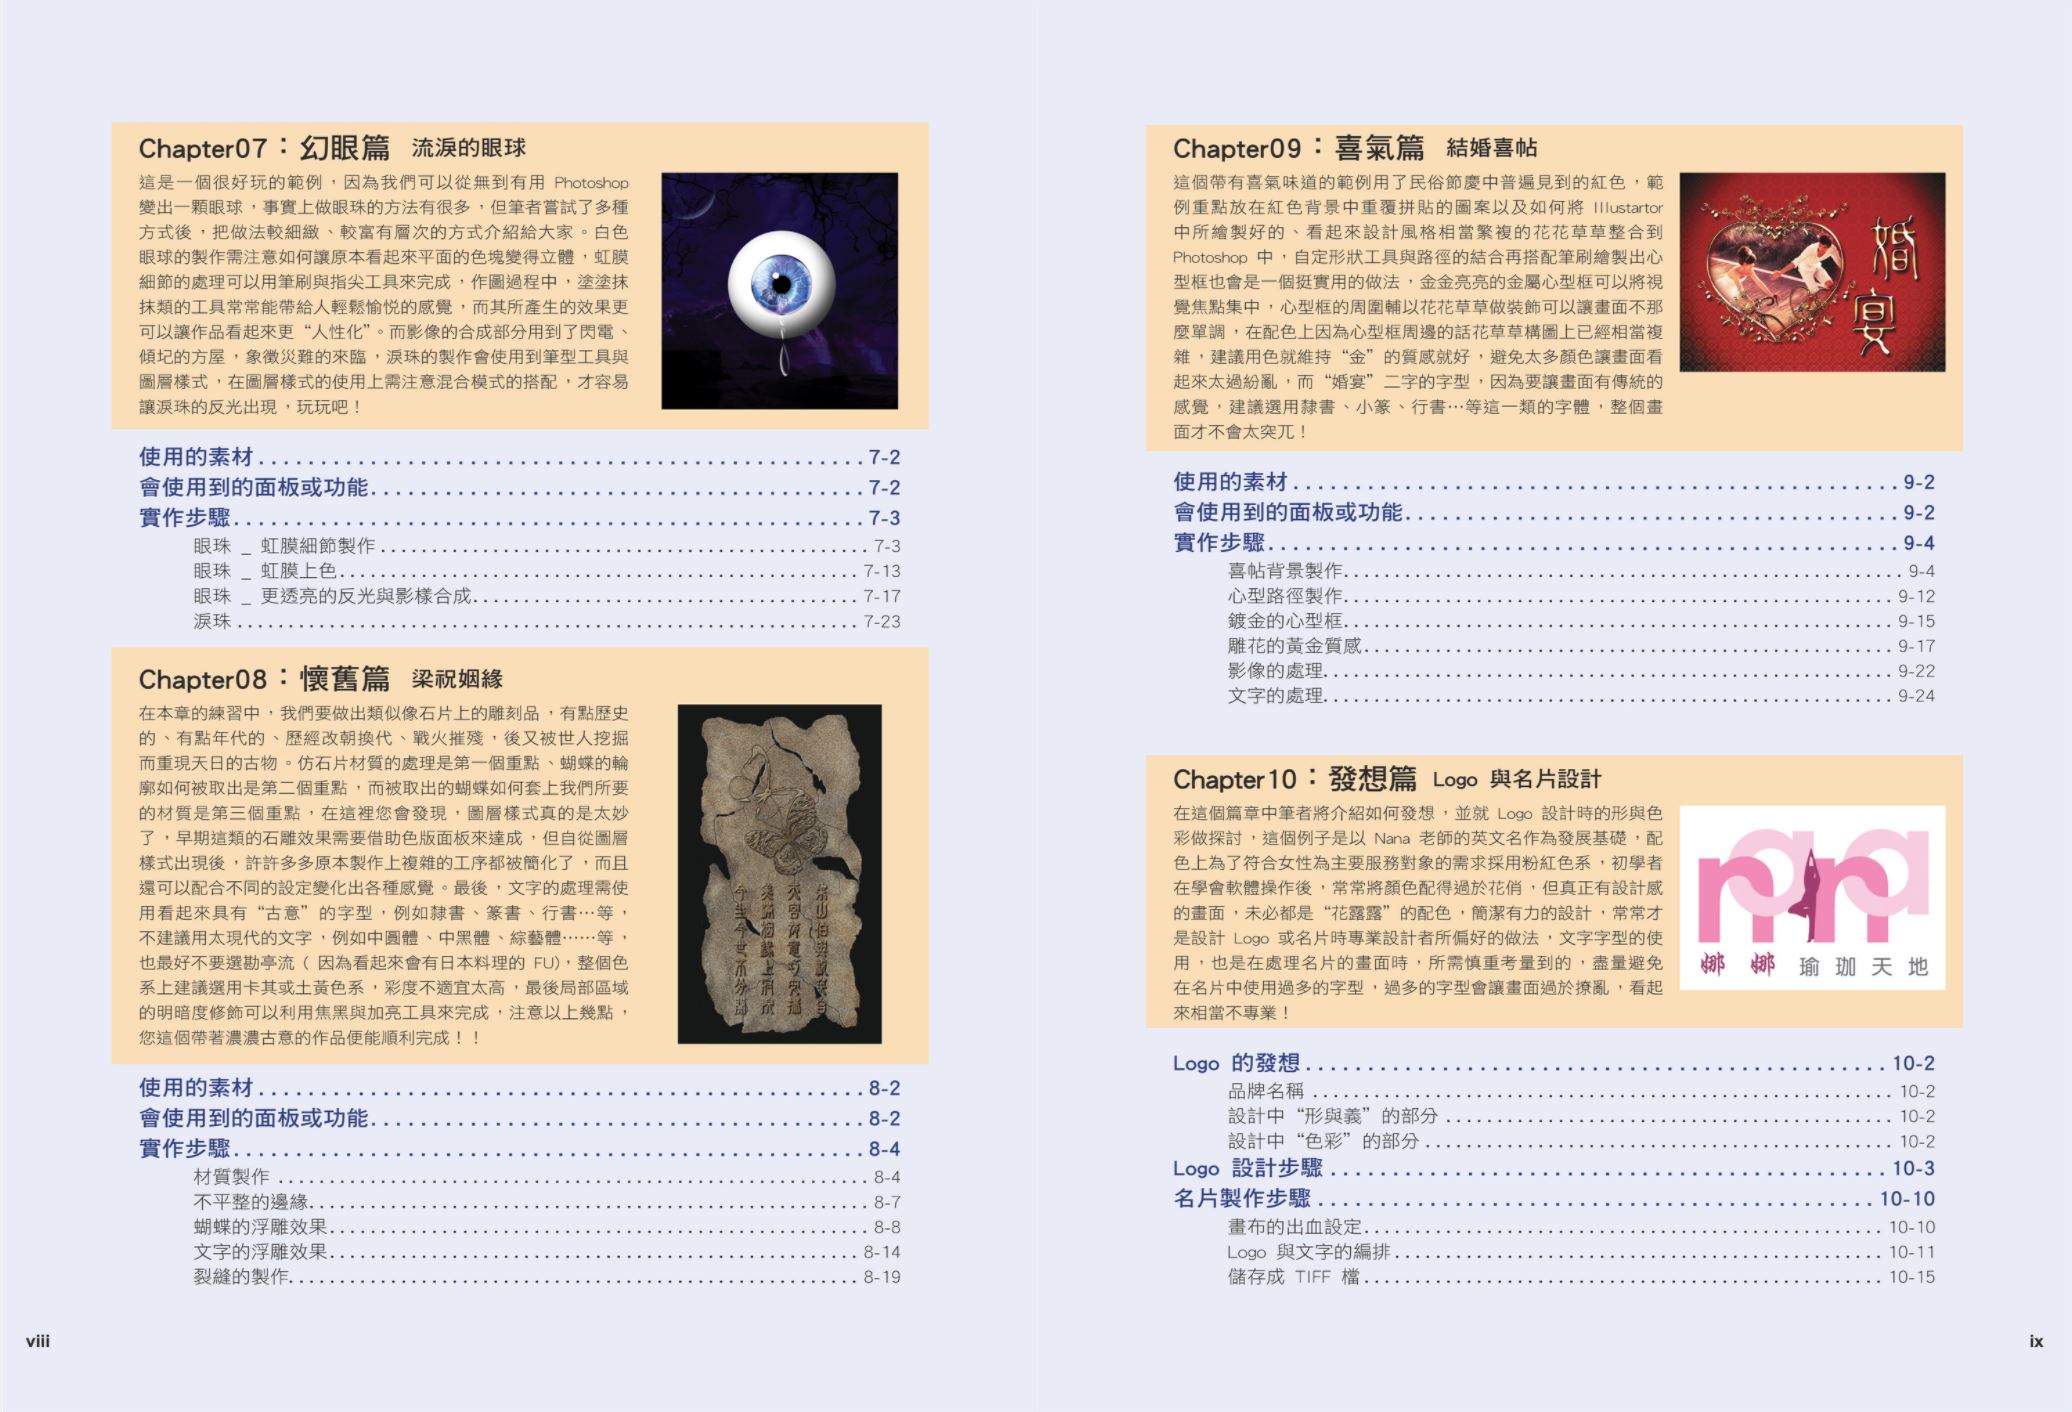 Chapter07：幻眼篇 流淚的眼球
這是一個很好玩的範例，因為我們可以從無到有用 Photoshop
變出一顆眼球，事實上做眼珠的方法有很多，但筆者嘗試了多種
方式後，把做法較細緻、較富有層次的方式介紹給大家。白色
眼球的製作需注意如何讓原本看起來平面的色塊變得立體，虹膜
細節的處理可以用筆刷與指尖工具來完成，作圖過程中，塗塗抹
抹類的工具常常能帶給人輕鬆愉悅的感覺，而其所產生的效果更
可以讓作品看起來更“人性化”。而影像的合成部分用到了閃電、
傾圮的方屋，象徵災難的來臨，淚珠的製作會使用到筆型工具與
圖層樣式，在圖層樣式的使用上需注意混合模式的搭配，才容易
讓淚珠的反光出現，玩玩吧！
使用的素材 7-2
會使用到的面板或功能 7-2
實作步驟 7-3
眼珠 _ 虹膜細節製作 7-3
眼珠 _ 虹膜上色 7-13
眼珠 _ 更透亮的反光與影樣合成 7-17
淚珠 7-23
Chapter08：懷舊篇 梁祝姻緣
在本章的練習中，我們要做出類似像石片上的雕刻品，有點歷史
的、有點年代的、歷經改朝換代、戰火摧殘，後又被世人挖掘
而重現天日的古物。仿石片材質的處理是第一個重點、蝴蝶的輪
廓如何被取出是第二個重點，而被取出的蝴蝶如何套上我們所要
的材質是第三個重點，在這裡您會發現，圖層樣式真的是太妙
了，早期這類的石雕效果需要借助色版面板來達成，但自從圖層
樣式出現後，許許多多原本製作上複雜的工序都被簡化了，而且
還可以配合不同的設定變化出各種感覺。最後，文字的處理需使
用看起來具有“古意”的字型，例如隸書、篆書、行書…等，
不建議用太現代的文字，例如中圓體、中黑體、綜藝體……等，
也最好不要選勘亭流（ 因為看起來會有日本料理的 FU)，整個色
系上建議選用卡其或土黃色系，彩度不適宜太高，最後局部區域
的明暗度修飾可以利用焦黑與加亮工具來完成，注意以上幾點，
您這個帶著濃濃古意的作品便能順利完成！！
使用的素材 8-2
會使用到的面板或功能 8-2
實作步驟 8-4
材質製作 8-4
不平整的邊緣 8-7
蝴蝶的浮雕效果 8-8
文字的浮雕效果 8-14
裂縫的製作 8-19
viii
Chapter09：喜氣篇 結婚喜帖
這個帶有喜氣味道的範例用了民俗節慶中普遍見到的紅色，範
例重點放在紅色背景中重覆拼貼的圖案以及如何將 Illustartor
中所繪製好的、看起來設計風格相當繁複的花花草草整合到
Photoshop 中，自定形狀工具與路徑的結合再搭配筆刷繪製出心
型框也會是一個挺實用的做法，金金亮亮的金屬心型框可以將視
覺焦點集中，心型框的周圍輔以花花草草做裝飾可以讓畫面不那
麼單調，在配色上因為心型框周邊的話花草草構圖上已經相當複
雜，建議用色就維持“金”的質感就好，避免太多顏色讓畫面看
起來太過紛亂，而“婚宴”二字的字型，因為要讓畫面有傳統的
感覺，建議選用隸書、小篆、行書…等這一類的字體，整個畫
面才不會太突兀！
婚
宴
使用的素材 9-2
會使用到的面板或功能 9-2
實作步驟 9-4
喜帖背景製作 9-4
心型路徑製作 9-12
鍍金的心型框 9-15
雕花的黃金質感 9-17
影像的處理 9-22
文字的處理 9-24
Chapter10：發想篇 Logo 與名片設計
在這個篇章中筆者將介紹如何發想，並就 Logo 設計時的形與色
彩做探討，這個例子是以 Nana 老師的英文名作為發展基礎，配
色上為了符合女性為主要服務對象的需求採用粉紅色系，初學者
在學會軟體操作後，常常將顏色配得過於花俏，但真正有設計感
的畫面，未必都是“花露露”的配色，簡潔有力的設計，常常才
是設計 Logo 或名片時專業設計者所偏好的做法，文字字型的使
用，也是在處理名片的畫面時，所需慎重考量到的，盡量避免
在名片中使用過多的字型，過多的字型會讓畫面過於撩亂，看起
來相當不專業！
nana
娜 娜 瑜 珈 天 地
Logo 的發想 10-2
品牌名稱 10-2
設計中“形與義”的部分 10-2
設計中“色彩”的部分 10-2
Logo 設計步驟 10-3
名片製作步驟 10-10
畫布的出血設定 10-10
Logo 與文字的編排 10-11
儲存成 TIFF 檔 10-15
ix